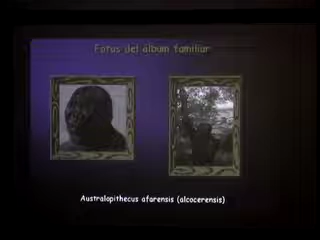 Fotos del álbum familiar
Australopithecus afarensis (alcocerensis)